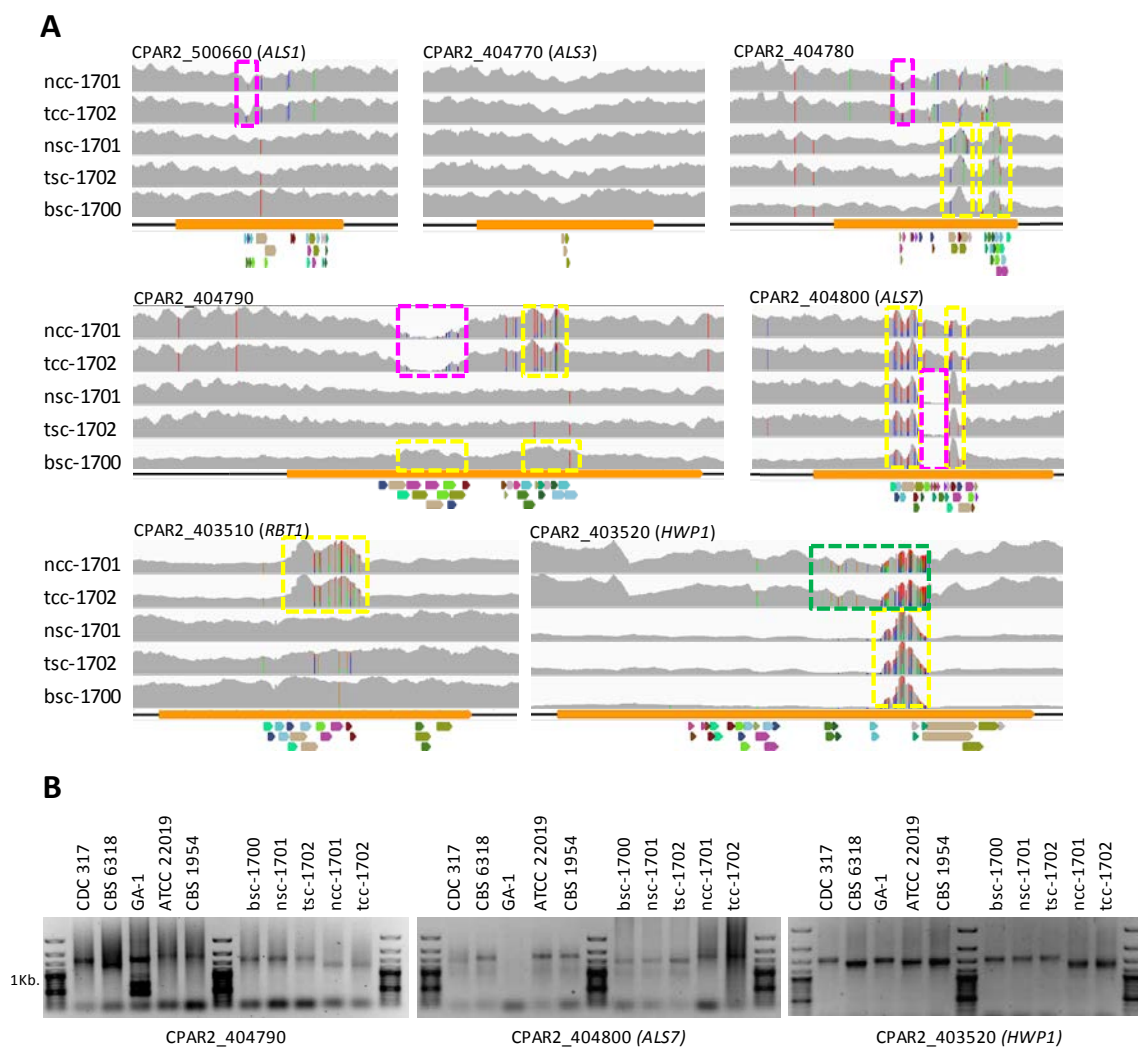 A
CPAR2_500660 (ALS1)
CPAR2_404770 (ALS3)
CPAR2_404780
ncc-1701
tcc-1702
nsc-1701
tsc-1702
bsc-1700
CPAR2_404790
CPAR2_404800 (ALS7)
ncc-1701
tcc-1702
nsc-1701
tsc-1702
bsc-1700
CPAR2_403510 (RBT1)
CPAR2_403520 (HWP1)
ncc-1701
tcc-1702
nsc-1701
tsc-1702
bsc-1700
B
CDC 317
CBS 6318
GA-1
ATCC 22019
CBS 1954
bsc-1700
nsc-1701
tsc-1702
ncc-1701
tcc-1702
CDC 317
CBS 6318
GA-1
ATCC 22019
CBS 1954
bsc-1700
nsc-1701
tsc-1702
ncc-1701
tcc-1702
CDC 317
CBS 6318
GA-1
ATCC 22019
CBS 1954
bsc-1700
nsc-1701
tsc-1702
ncc-1701
tcc-1702
1Kb.
CPAR2_404790
CPAR2_404800 (ALS7)
CPAR2_403520 (HWP1)